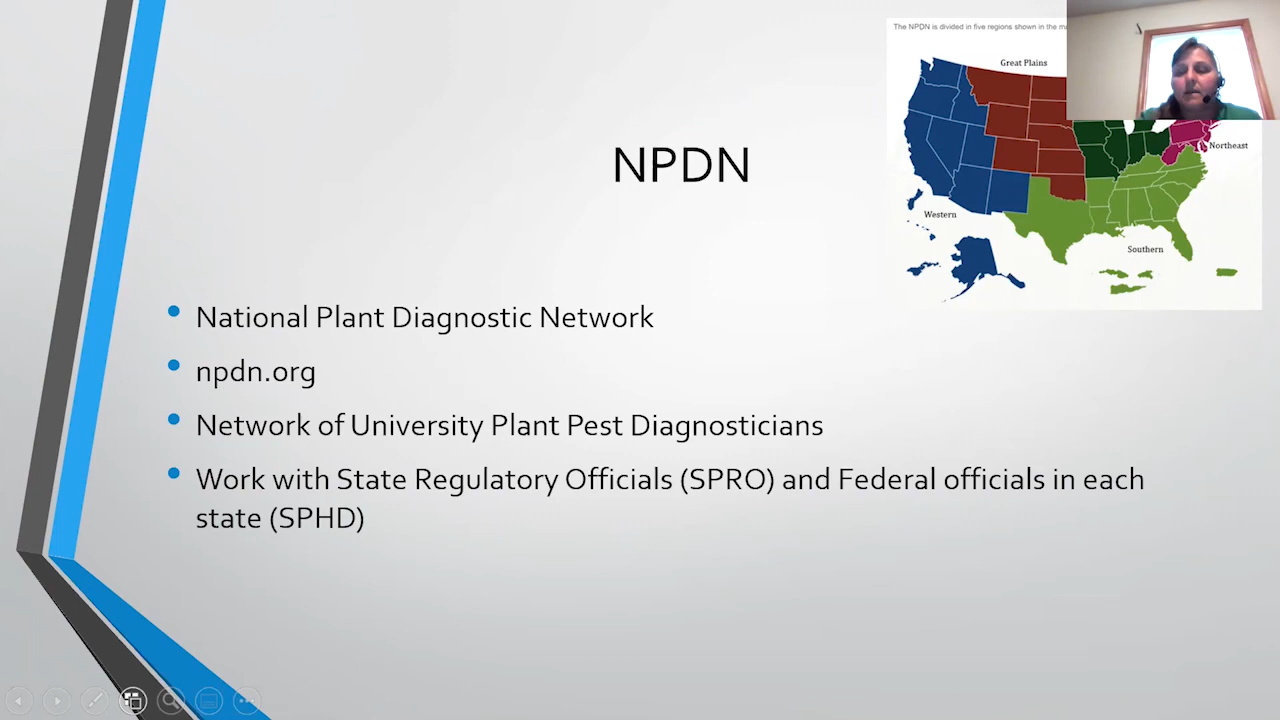 The NPDN is divided in five regions shown in the
Great Plains
NPDN
Northeast
Western
Southern
National Plant Diagnostic Network
npdn.org
Network of University Plant Pest Diagnosticians
Work with State Regulatory Officials (SPRO) and Federal officials in each
state (SPHD)